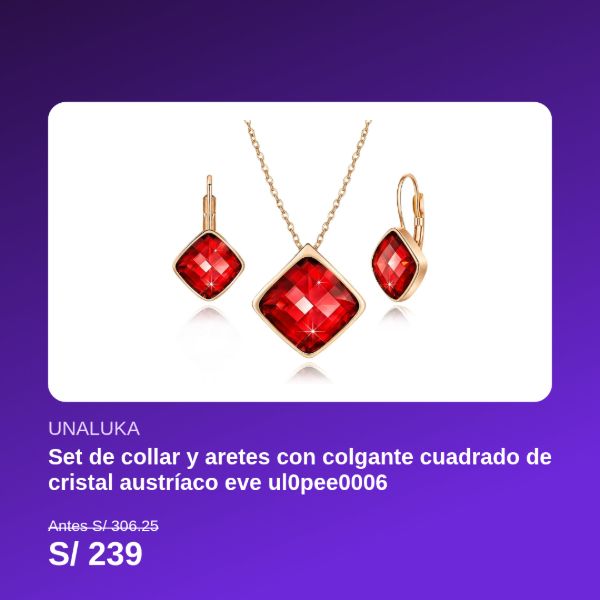 UNALUKA
Set de collar y aretes con colgante cuadrado de
cristal austríaco eve ul0pee0006
Antes S/ 306.25
S/ 239